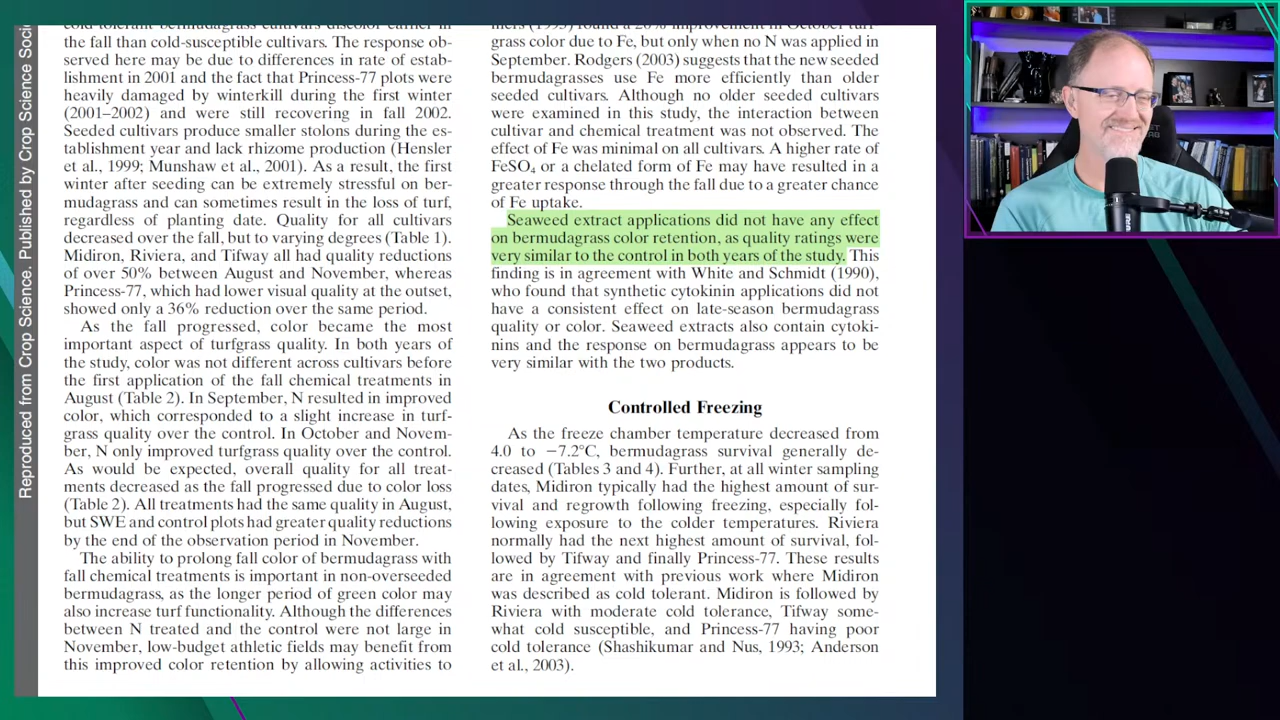 Reproduced from Crop Science. Published by Crop Science Soci
cold-tolerant bermudagrass cultivars discolor earlier in
the fall than cold-susceptible cultivars. The response ob-
served here may be due to differences in rate of estab-
lishment in 2001 and the fact that Princess-77 plots were
heavily damaged by winterkill during the first winter
(2001–2002) and were still recovering in fall 2002.
Seeded cultivars produce smaller stolons during the es-
tablishment year and lack rhizome production (Hensler
et al., 1999; Munshaw et al., 2001). As a result, the first
winter after seeding can be extremely stressful on ber-
mudagrass and can sometimes result in the loss of turf,
regardless of planting date. Quality for all cultivars
decreased over the fall, but to varying degrees (Table 1).
Midiron, Riviera, and Tifway all had quality reductions
of over 50% between August and November, whereas
Princess-77, which had lower visual quality at the outset,
showed only a 36% reduction over the same period.
As the fall progressed, color became the most
important aspect of turfgrass quality. In both years of
the study, color was not different across cultivars before
the first application of the fall chemical treatments in
August (Table 2). In September, N resulted in improved
color, which corresponded to a slight increase in turf-
grass quality over the control. In October and Novem-
ber, N only improved turfgrass quality over the control.
As would be expected, overall quality for all treat-
ments decreased as the fall progressed due to color loss
(Table 2). All treatments had the same quality in August,
but SWE and control plots had greater quality reductions
by the end of the observation period in November.
The ability to prolong fall color of bermudagrass with
fall chemical treatments is important in non-overseeded
bermudagrass, as the longer period of green color may
also increase turf functionality. Although the differences
between N treated and the control were not large in
November, low-budget athletic fields may benefit from
this improved color retention by allowing activities to
found a 20% improvement in October turf-
grass color due to Fe, but only when no N was applied in
September. Rodgers (2003) suggests that the new seeded
bermudagrasses use Fe more efficiently than older
seeded cultivars. Although no older seeded cultivars
were examined in this study, the interaction between
cultivar and chemical treatment was not observed. The
effect of Fe was minimal on all cultivars. A higher rate of
FeSO₄ or a chelated form of Fe may have resulted in a
greater response through the fall due to a greater chance
of Fe uptake.
Seaweed extract applications did not have any effect
on bermudagrass color retention, as quality ratings were
very similar to the control in both years of the study. This
finding is in agreement with White and Schmidt (1990),
who found that synthetic cytokinin applications did not
have a consistent effect on late-season bermudagrass
quality or color. Seaweed extracts also contain cytoki-
nins and the response on bermudagrass appears to be
very similar with the two products.
Controlled Freezing
As the freeze chamber temperature decreased from
4.0 to −7.2°C, bermudagrass survival generally de-
creased (Tables 3 and 4). Further, at all winter sampling
dates, Midiron typically had the highest amount of sur-
vival and regrowth following freezing, especially fol-
lowing exposure to the colder temperatures. Riviera
normally had the next highest amount of survival, fol-
lowed by Tifway and finally Princess-77. These results
are in agreement with previous work where Midiron
was described as cold tolerant. Midiron is followed by
Riviera with moderate cold tolerance, Tifway some-
what cold susceptible, and Princess-77 having poor
cold tolerance (Shashikumar and Nus, 1993; Anderson
et al., 2003).